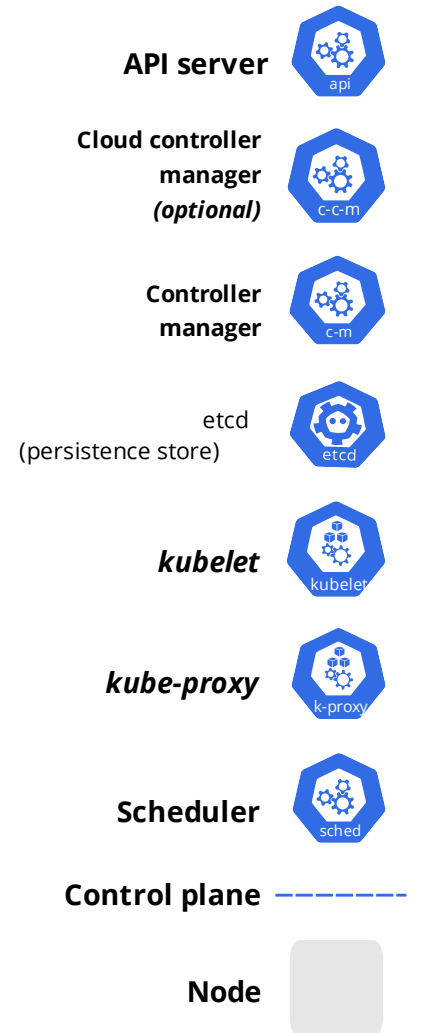 API server
api
Cloud controller
manager
(optional)
c-c-m
Controller
manager
c-m
etcd
(persistence store)
etcd
kubelet
kubelet
kube-proxy
k-proxy
Scheduler
sched
Control plane
Node